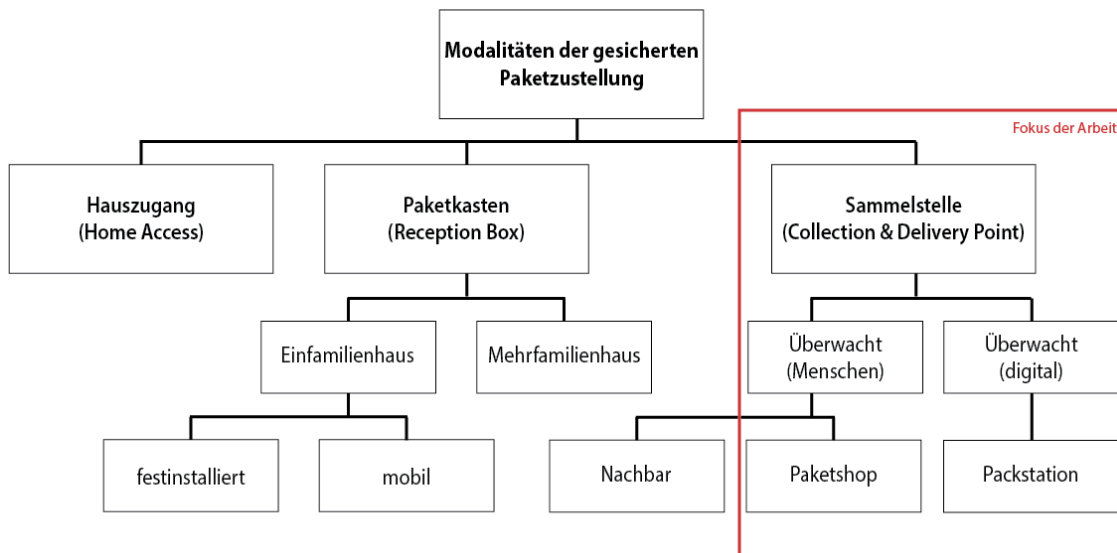 Modalitäten der gesicherten
Paketzustellung
Fokus der Arbeit
Hauszugang
(Home Access)
Paketkasten
(Reception Box)
Sammelstelle
(Collection & Delivery Point)
Einfamilienhaus
Mehrfamilienhaus
Überwacht
(Menschen)
Überwacht
(digital)
festinstalliert
mobil
Nachbar
Paketshop
Packstation